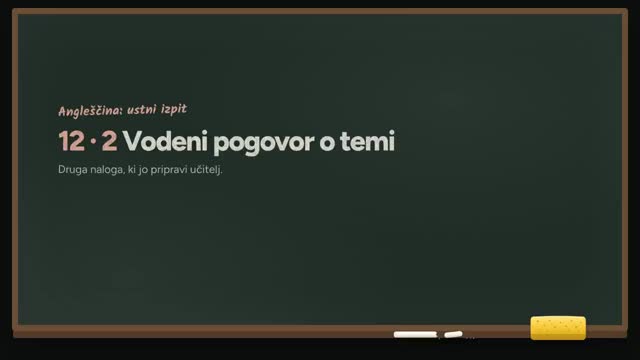 Angleščina: ustni izpit
12 · 2 Vodeni pogovor o temi
Druga naloga, ki jo pripravi učitelj.